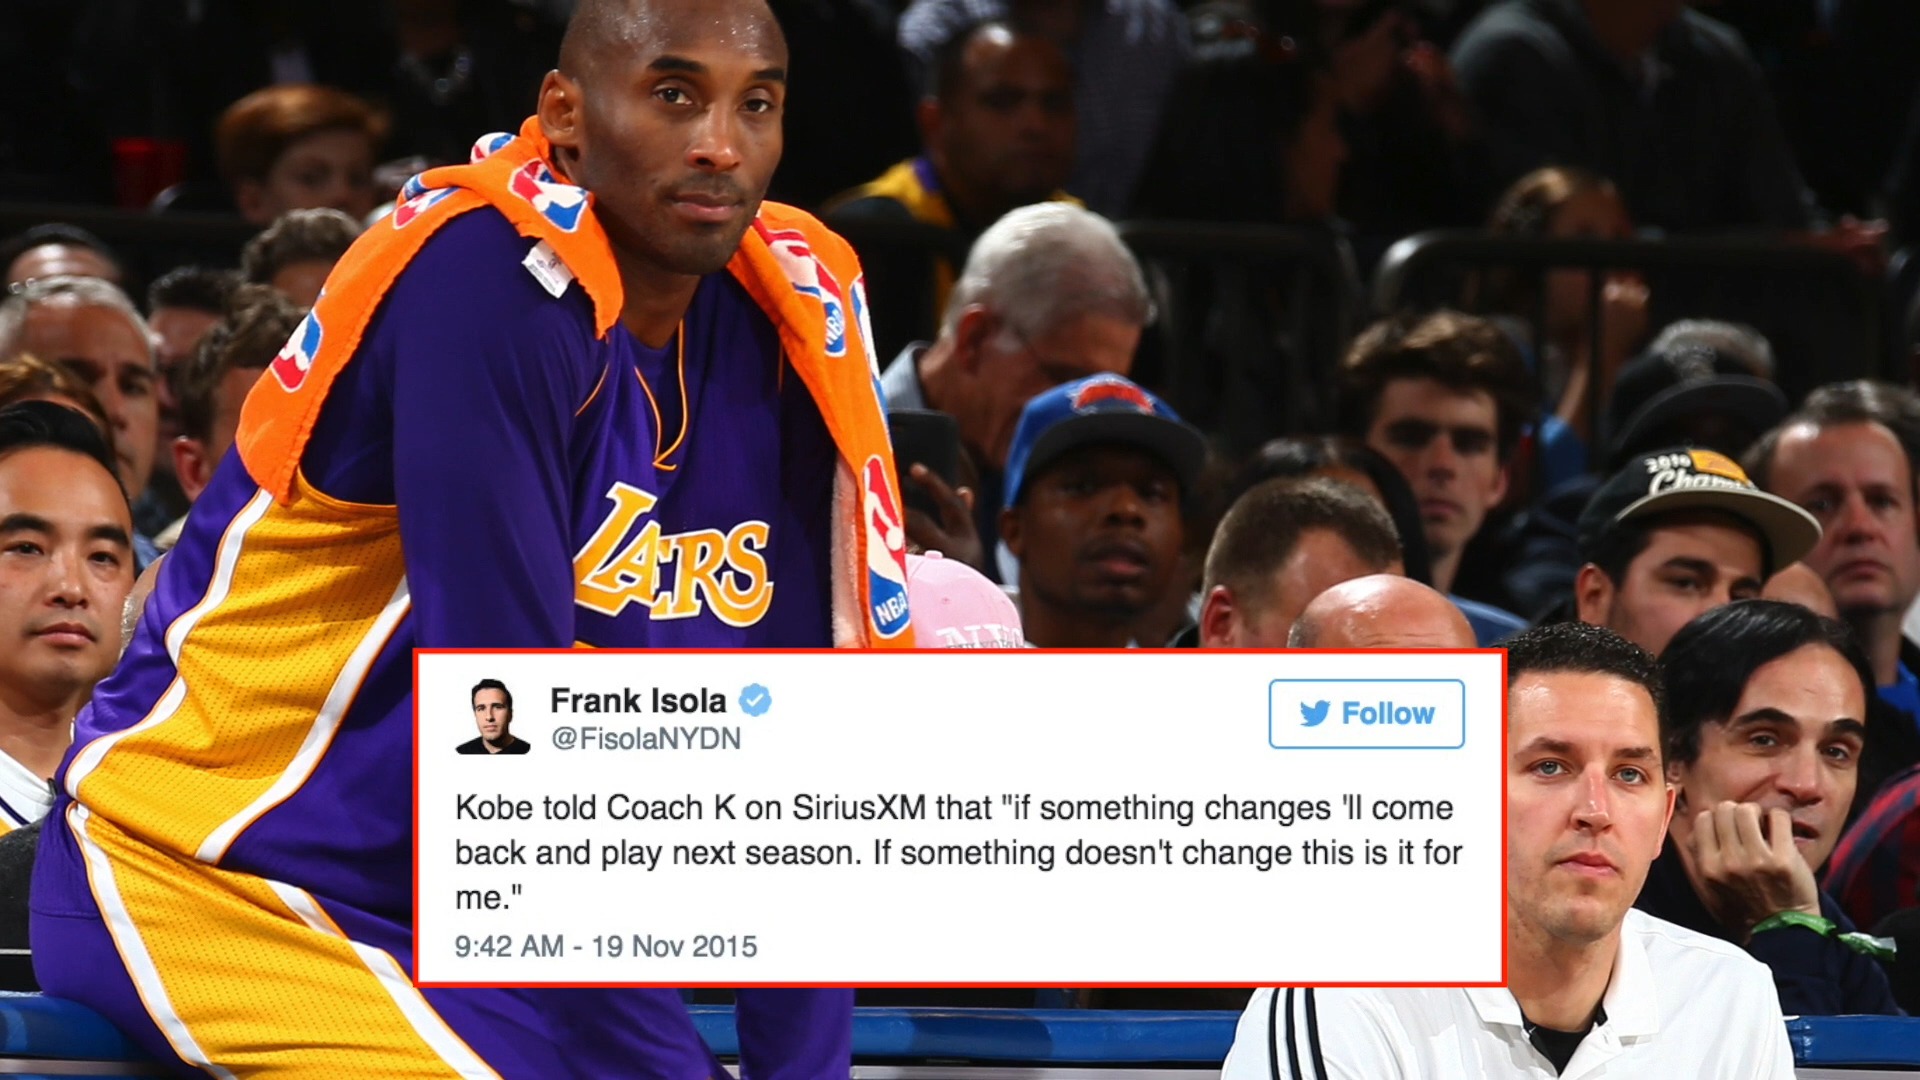 LAKERS
NBA
NBA
2016
Champ
NY
Frank Isola
@FisolaNYDN
Follow
Kobe told Coach K on SiriusXM that "if something changes 'll come
back and play next season. If something doesn't change this is it for
me."
9:42 AM - 19 Nov 2015